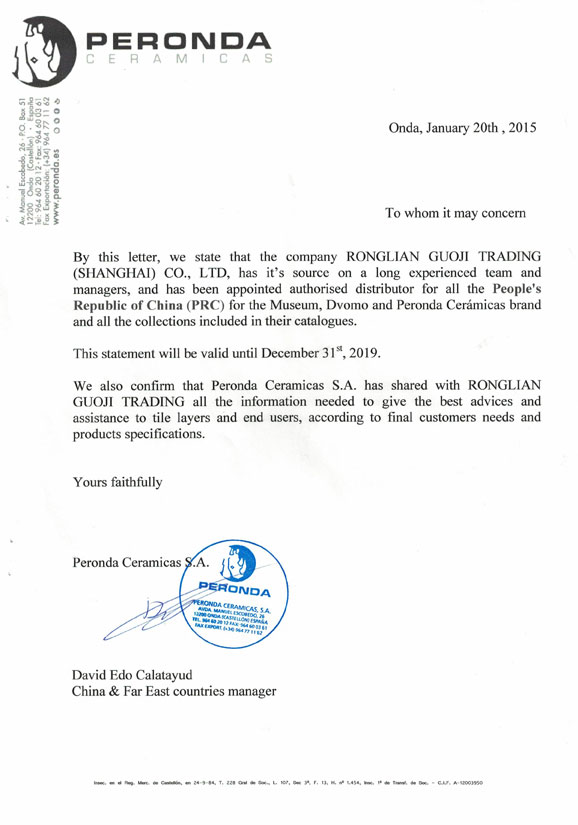 PERONDA
CERAMICAS
Av. Manuel Escobedo, 26 - P.O. Box 51
12200 Onda (Castellón) - España
Tel: 964 60 20 12 - Fax: 964 60 03 61
Fax Exportación: (+34) 964 77 11 62
www.peronda.es
Onda, January 20th , 2015
To whom it may concern
By this letter, we state that the company RONGLIAN GUOJI TRADING
(SHANGHAI) CO., LTD, has it's source on a long experienced team and
managers, and has been appointed authorised distributor for all the People's
Republic of China (PRC) for the Museum, Dvomo and Peronda Cerámicas brand
and all the collections included in their catalogues.
This statement will be valid until December 31st, 2019.
We also confirm that Peronda Ceramicas S.A. has shared with RONGLIAN
GUOJI TRADING all the information needed to give the best advices and
assistance to tile layers and end users, according to final customers needs and
products specifications.
Yours faithfully
Peronda Ceramicas S.A.
PERONDA
PERONDA CERAMICAS, S.A.
AVDA. MANUEL ESCOBEDO, 26
12200 ONDA (CASTELLON) ESPAÑA
TEL. 964 60 20 12 FAX: 964 60 03 61
FAX EXPORT. (+34) 964 77 11 62
David Edo Calatayud
China & Far East countries manager
Insc. en el Reg. Merc. de Castellón, en 24-9-84, T. 228 Gral de Soc., L. 107, Sec 3ª, F. 13, H. nº 1.454, Insc. 1ª de Transf. de Soc. - C.I.F. A-12003950